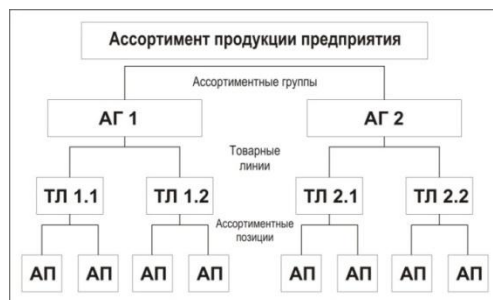 Ассортимент продукции предприятия
Ассортиментные группы
АГ 1
АГ 2
Товарные
линии
ТЛ 1.1
ТЛ 1.2
ТЛ 2.1
ТЛ 2.2
Ассортиментные
позиции
АП
АП
АП
АП
АП
АП
АП
АП